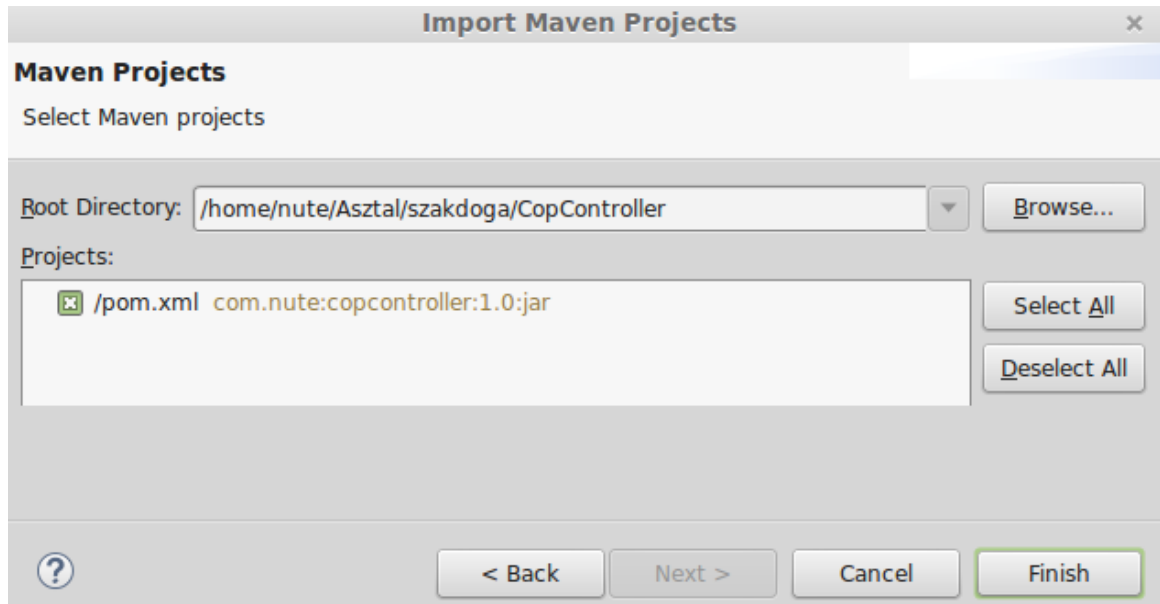 Import Maven Projects
Maven Projects
Select Maven projects
Root Directory: /home/nute/Asztal/szakdoga/CopController Browse...
Projects:
/pom.xml com.nute:copcontroller:1.0:jar
Select All
Deselect All
? < Back Next > Cancel Finish